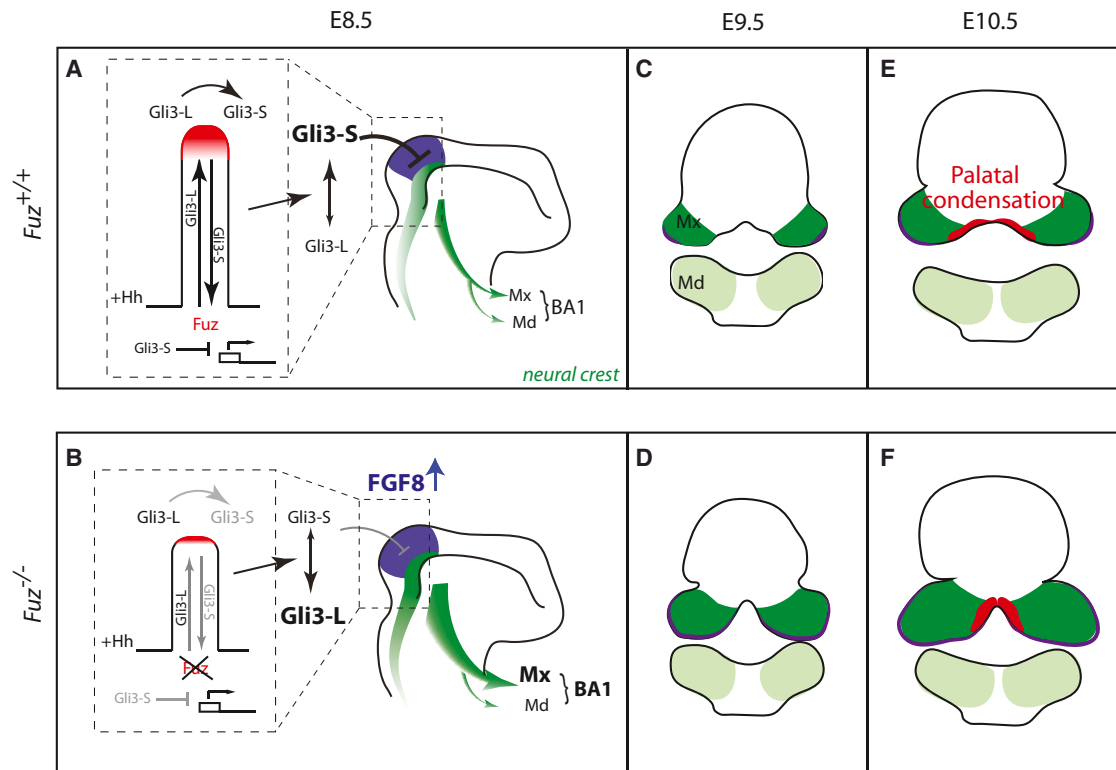 E8.5
E9.5
E10.5
Fuz+/+
A
Gli3-L
Gli3-S
Gli3-L
Gli3-S
+Hh
Fuz
Gli3-S
Gli3-S
Gli3-L
Mx
Md
}BA1
neural crest
C
Mx
Md
E
Palatal
condensation
Fuz-/-
B
Gli3-L
Gli3-S
Gli3-L
Gli3-S
+Hh
Fuz
Gli3-S
FGF8
Gli3-S
Gli3-L
Mx
Md
}BA1
D
F